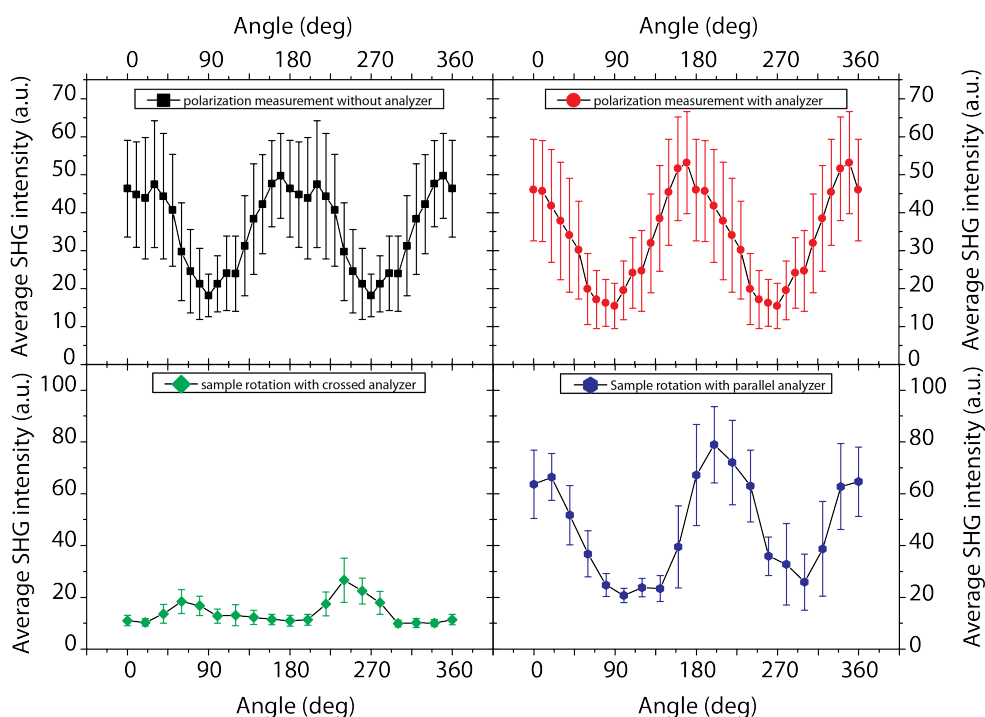 Angle (deg) Angle (deg)
0 90 180 270 360 0 90 180 270 360
Average SHG intensity (a.u.)
70
60
50
40
30
20
10
0
polarization measurement without analyzer
polarization measurement with analyzer
70
60
50
40
30
20
10
0
Average SHG intensity (a.u.)
Average SHG intensity (a.u.)
100
80
60
40
20
0
sample rotation with crossed analyzer
Sample rotation with parallel analyzer
100
80
60
40
20
0
Average SHG intensity (a.u.)
0 90 180 270 360 0 90 180 270 360
Angle (deg) Angle (deg)